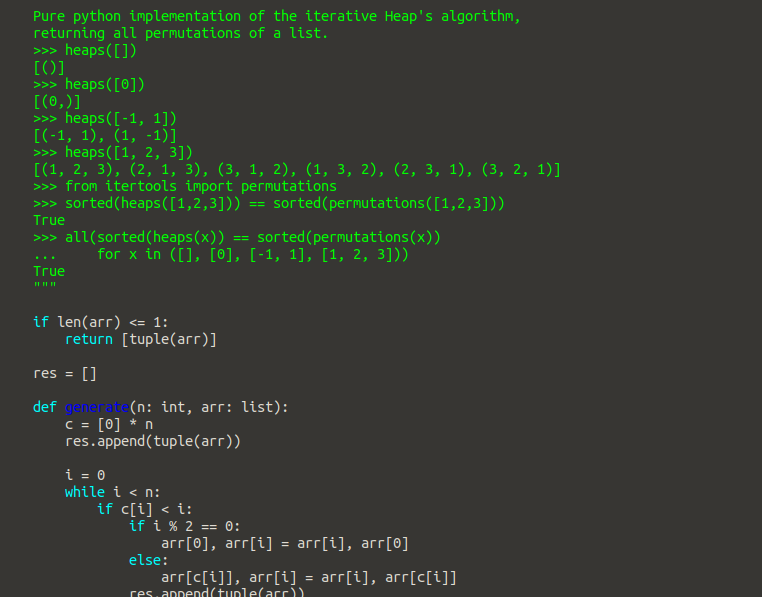 Pure python implementation of the iterative Heap's algorithm,
returning all permutations of a list.
>>> heaps([])
[()]
>>> heaps([0])
[(0,)]
>>> heaps([-1, 1])
[(-1, 1), (1, -1)]
>>> heaps([1, 2, 3])
[(1, 2, 3), (2, 1, 3), (3, 1, 2), (1, 3, 2), (2, 3, 1), (3, 2, 1)]
>>> from itertools import permutations
>>> sorted(heaps([1,2,3])) == sorted(permutations([1,2,3]))
True
>>> all(sorted(heaps(x)) == sorted(permutations(x))
...     for x in ([], [0], [-1, 1], [1, 2, 3]))
True
"""
if len(arr) <= 1:
    return [tuple(arr)]
res = []
def generate(n: int, arr: list):
    c = [0] * n
    res.append(tuple(arr))
    i = 0
    while i < n:
        if c[i] < i:
            if i % 2 == 0:
                arr[0], arr[i] = arr[i], arr[0]
            else:
                arr[c[i]], arr[i] = arr[i], arr[c[i]]
            res.append(tuple(arr))